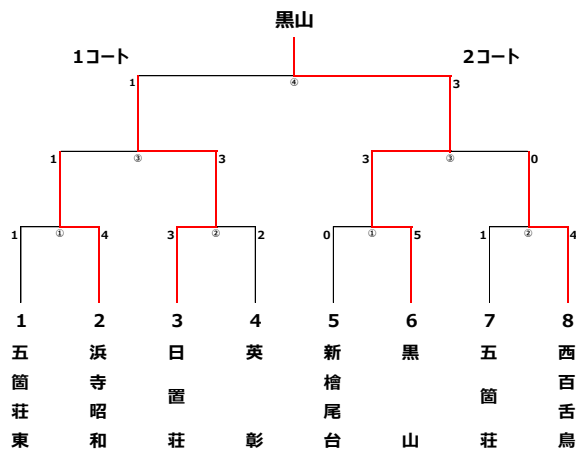 黒山
1コート 2コート
1 ④ 3
1 ③ 3 3 ③ 0
1 ① 4 3 ② 2 0 ① 5 1 ② 4
1 2 3 4 5 6 7 8
五箇荘東
浜寺昭和
日置荘
英彰
新檜尾台
黒山
五箇荘
西百舌鳥